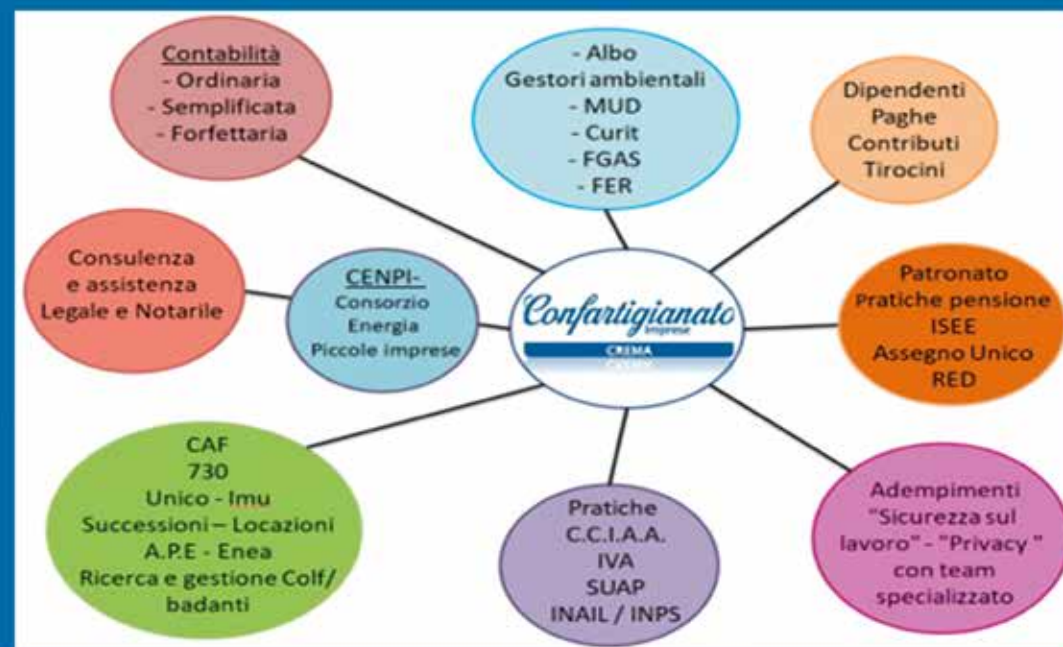 Contabilità
- Ordinaria
- Semplificata
- Forfettaria
- Albo
Gestori ambientali
- MUD
- Curit
- FGAS
- FER
Dipendenti
Paghe
Contributi
Tirocini
Consulenza
e assistenza
Legale e Notarile
CENPI-
Consorzio
Energia
Piccole imprese
Confartigianato
Imprese
CREMA
Patronato
Pratiche pensione
ISEE
Assegno Unico
RED
CAF
730
Unico - Imu
Successioni – Locazioni
A.P.E - Enea
Ricerca e gestione Colf/
badanti
Pratiche
C.C.I.A.A.
IVA
SUAP
INAIL / INPS
Adempimenti
"Sicurezza sul
lavoro" - "Privacy "
con team
specializzato